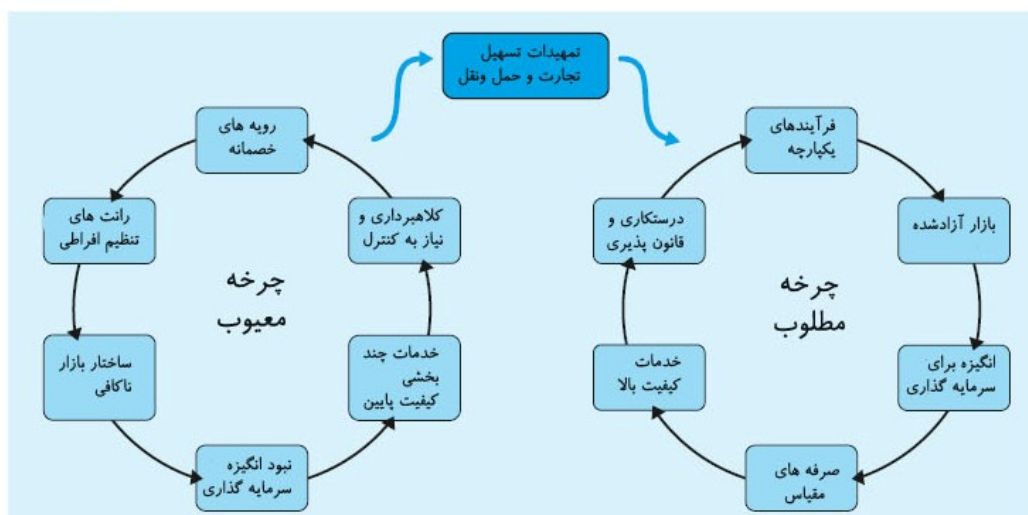 تمهیدات تسهیل
تجارت و حمل ونقل
فرآیندهای
یکپارچه
بازار آزادشده
انگیزه برای
سرمایه گذاری
صرفه های
مقیاس
خدمات
کیفیت بالا
درستکاری و
قانون پذیری
چرخه
مطلوب
رویه های
خصمانه
رانت های
تنظیم افراطی
ساختار بازار
ناکافی
نبود انگیزه
سرمایه گذاری
خدمات چند
بخشی
کیفیت پایین
کلاهبرداری و
نیاز به کنترل
چرخه
معیوب